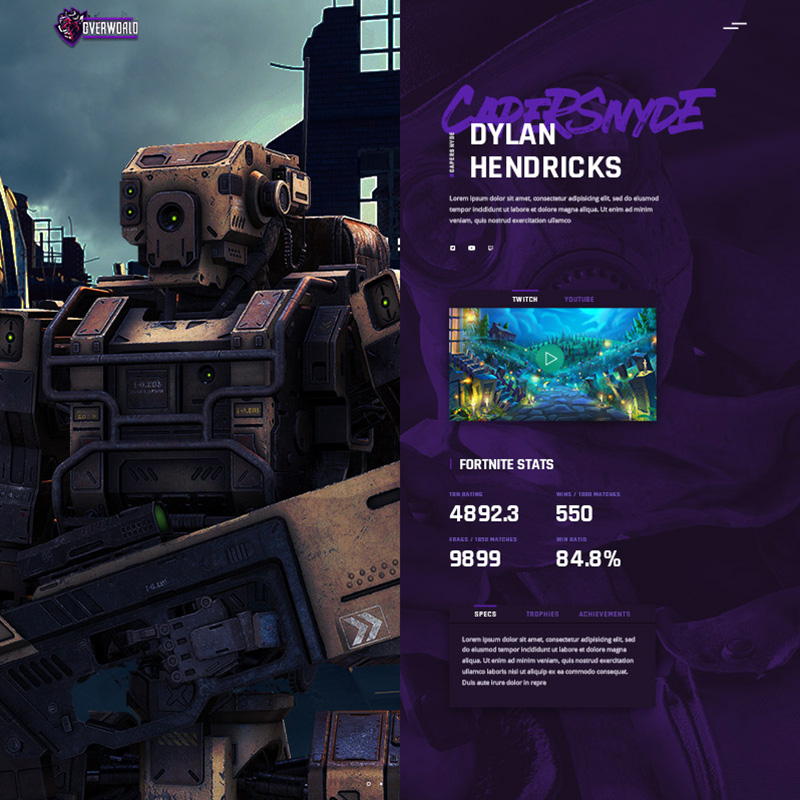 OVERWORLD
CAPERSNYDE
CAPERS NYDE
DYLAN
HENDRICKS
Lorem ipsum dolor sit amet, consectetur adipisicing elit, sed do eiusmod
tempor incididunt ut labore et dolore magna aliqua. Ut enim ad minim
veniam, quis nostrud exercitation ullamco
TWITCH YOUTUBE
FORTNITE STATS
TRN RATING WINS / 1000 MATCHES
4892.3 550
FRAGS / 1050 MATCHES WIN RATIO
9899 84.8%
SPECS TROPHIES ACHIEVEMENTS
Lorem ipsum dolor sit amet, consectetur adipisicing elit, sed
do eiusmod tempor incididunt ut labore et dolore magna
aliqua. Ut enim ad minim veniam, quis nostrud exercitation
ullamco laboris nisi ut aliquip ex ea commodo consequat.
Duis aute irure dolor in repre